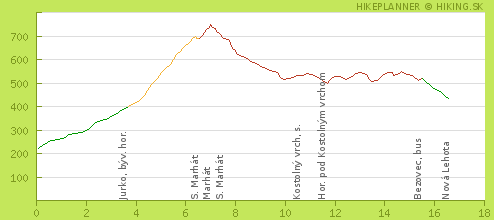 HIKEPLANNER © HIKING.SK
700
600
500
400
300
200
100
0
2
4
6
8
10
12
14
16
18
Jurko, býv. hor.
S. Marhát
Marhát
S. Marhát
Kostolný vrch, s.
Hor. pod Kostolným vrchom
Bezovec, bus
Nová Lehota